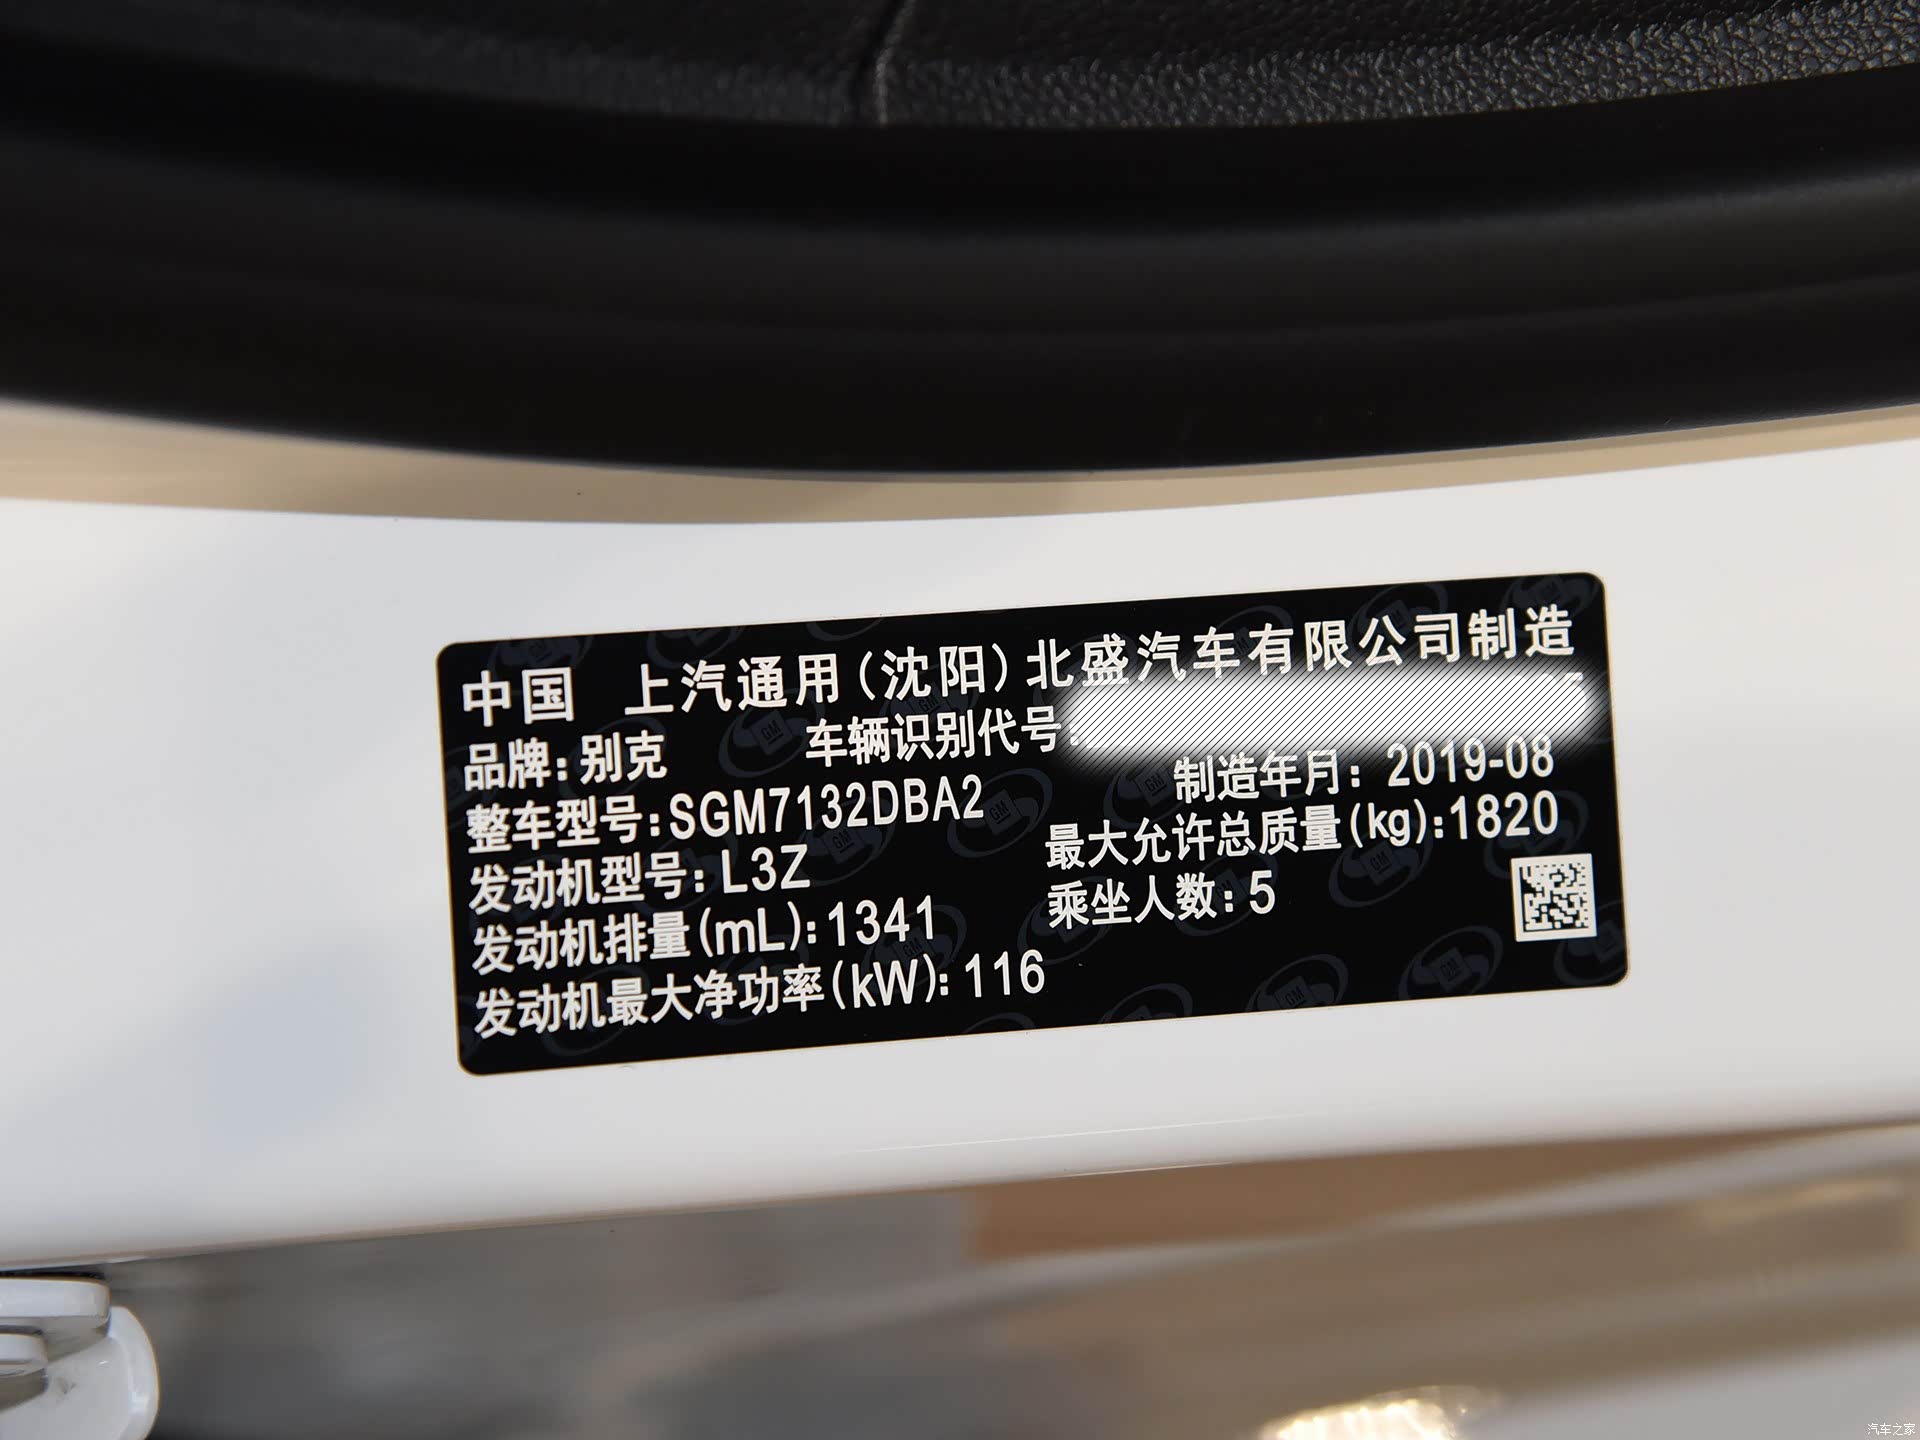 中国 上汽通用(沈阳)北盛汽车有限公司制造
品牌:别克 车辆识别代号:
整车型号:SGM7132DBA2 制造年月: 2019-08
发动机型号: L3Z 最大允许总质量(kg):1820
发动机排量(mL):1341 乘坐人数: 5
发动机最大净功率(kW): 116
汽车之家